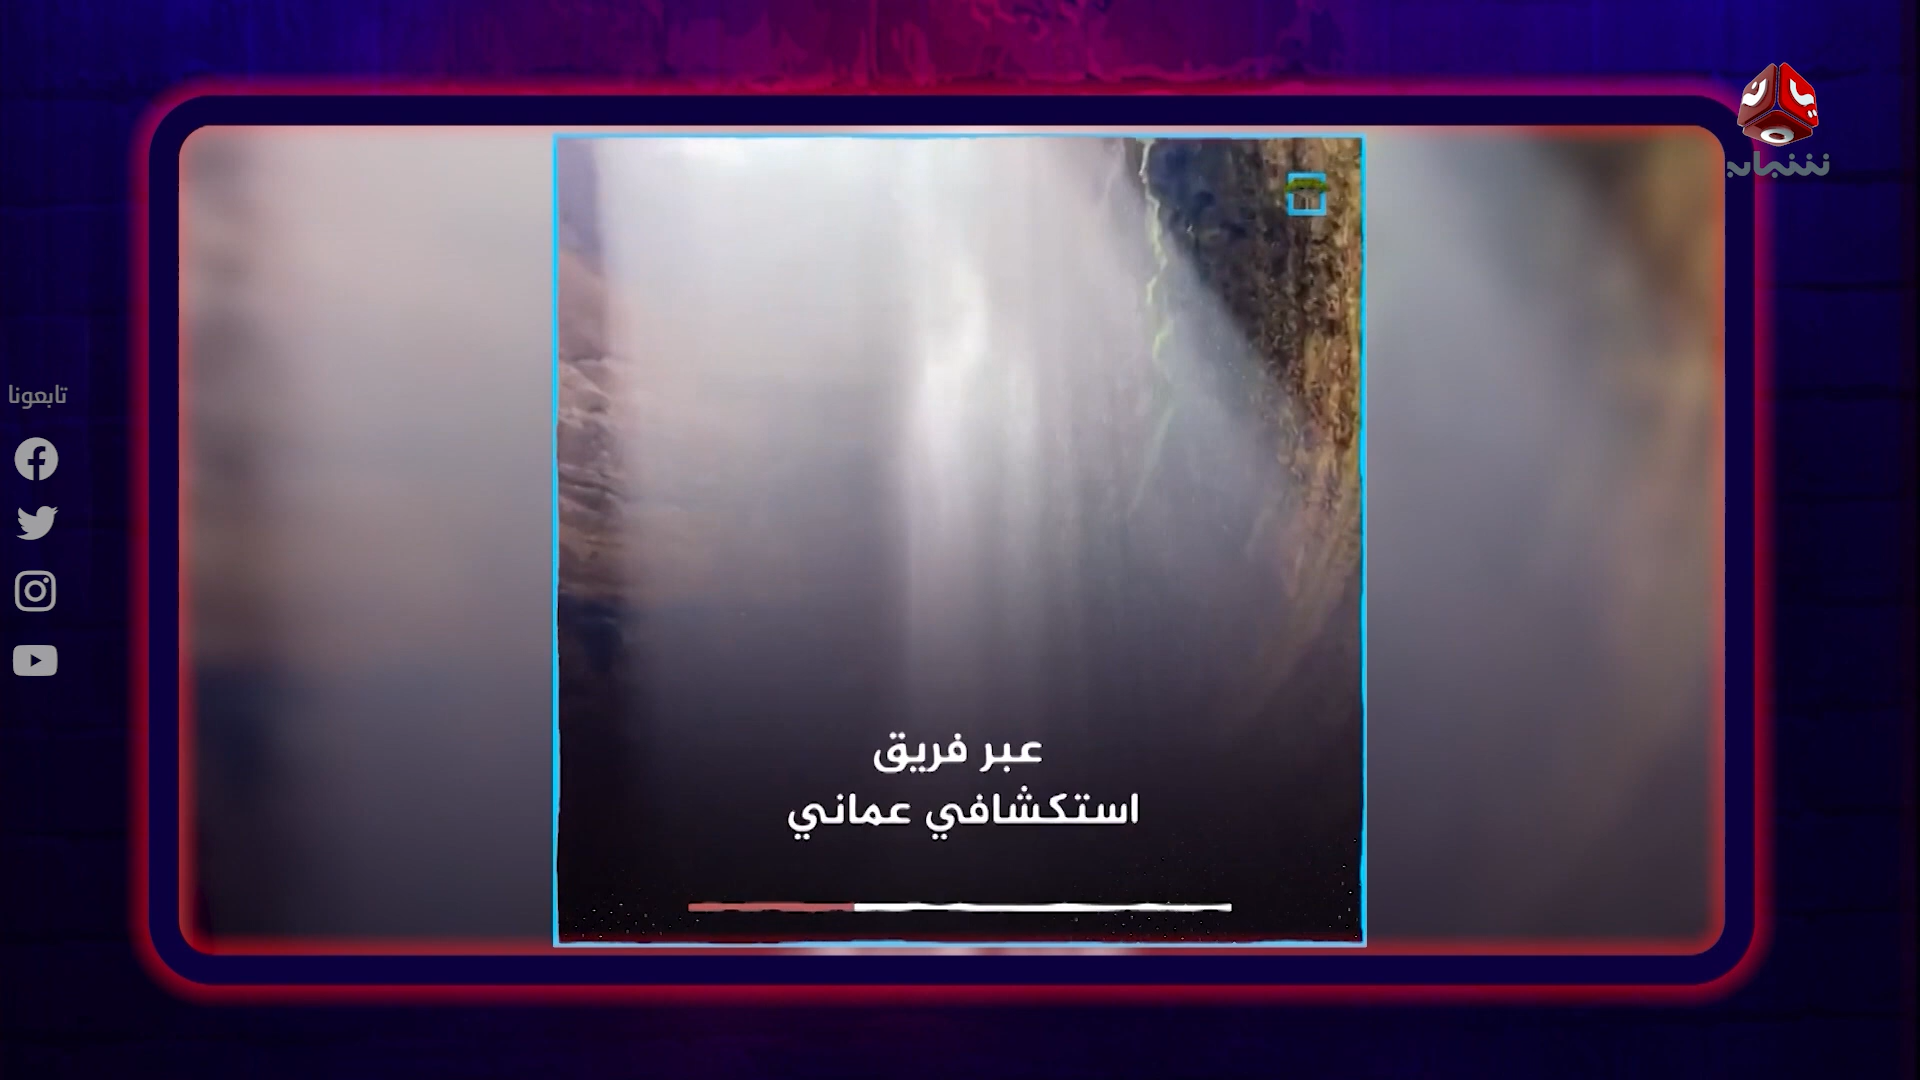 تابعونا
عبر فريق
استكشافي عماني